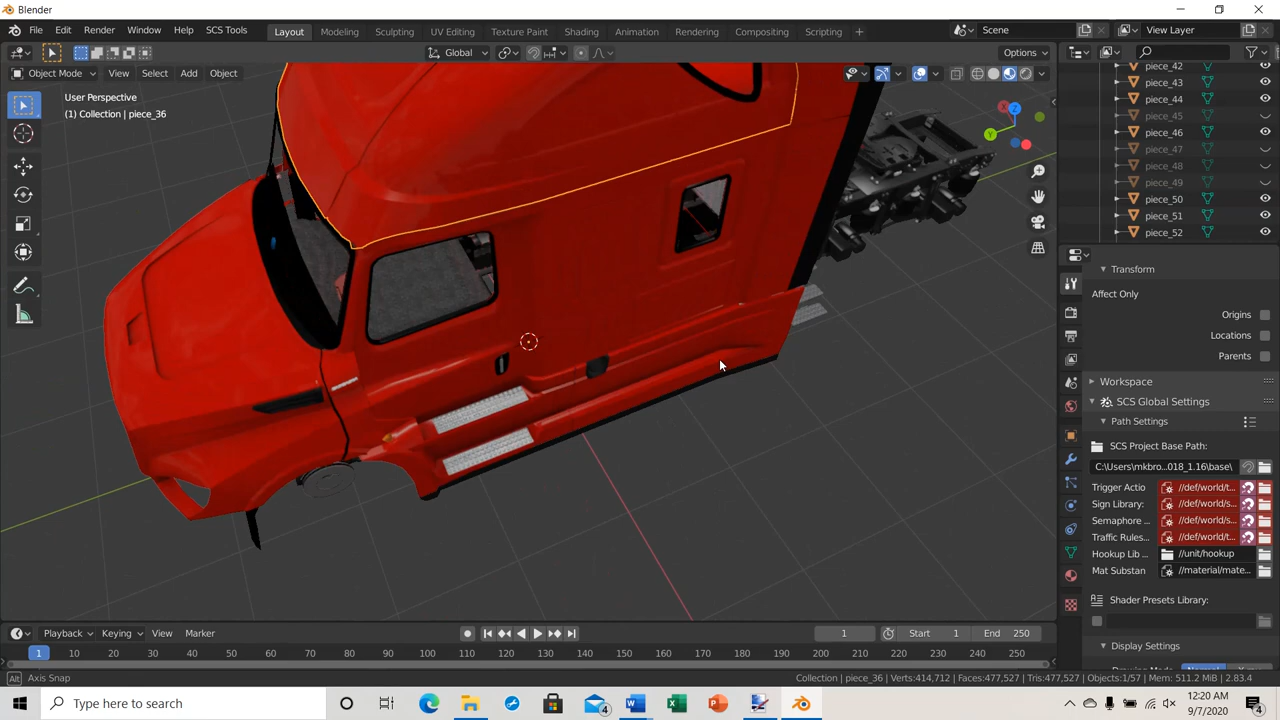 Blender
File Edit Render Window Help SCS Tools Layout Modeling Sculpting UV Editing Texture Paint Shading Animation Rendering Compositing Scripting + Scene View Layer
Global Options
Object Mode View Select Add Object
User Perspective
(1) Collection | piece_36
piece_42
piece_43
piece_44
piece_45
piece_46
piece_47
piece_48
piece_49
piece_50
piece_51
piece_52
X
Z
Y
Transform
Affect Only
Origins
Locations
Parents
Workspace
SCS Global Settings
Path Settings
SCS Project Base Path:
C:\Users\mkbro...018_1.16\base\
Trigger Actio //def/world/t...
Sign Library: //def/world/s...
Semaphore ... //def/world/s...
Traffic Rules... //def/world/t...
Hookup Lib ... //unit/hookup
Mat Substan //material/mate...
Shader Presets Library:
Display Settings
Playback Keying View Marker 1 Start 1 End 250
1 10 20 30 40 50 60 70 80 90 100 110 120 130 140 150 160 170 180 190 200 210 220 230 240 250
Alt Axis Snap Collection | piece_36 | Verts:414,712 | Faces:477,527 | Tris:477,527 | Objects:1/57 | Mem: 511.2 MiB | 2.83.4
Type here to search 4 12:20 AM
9/7/2020 4